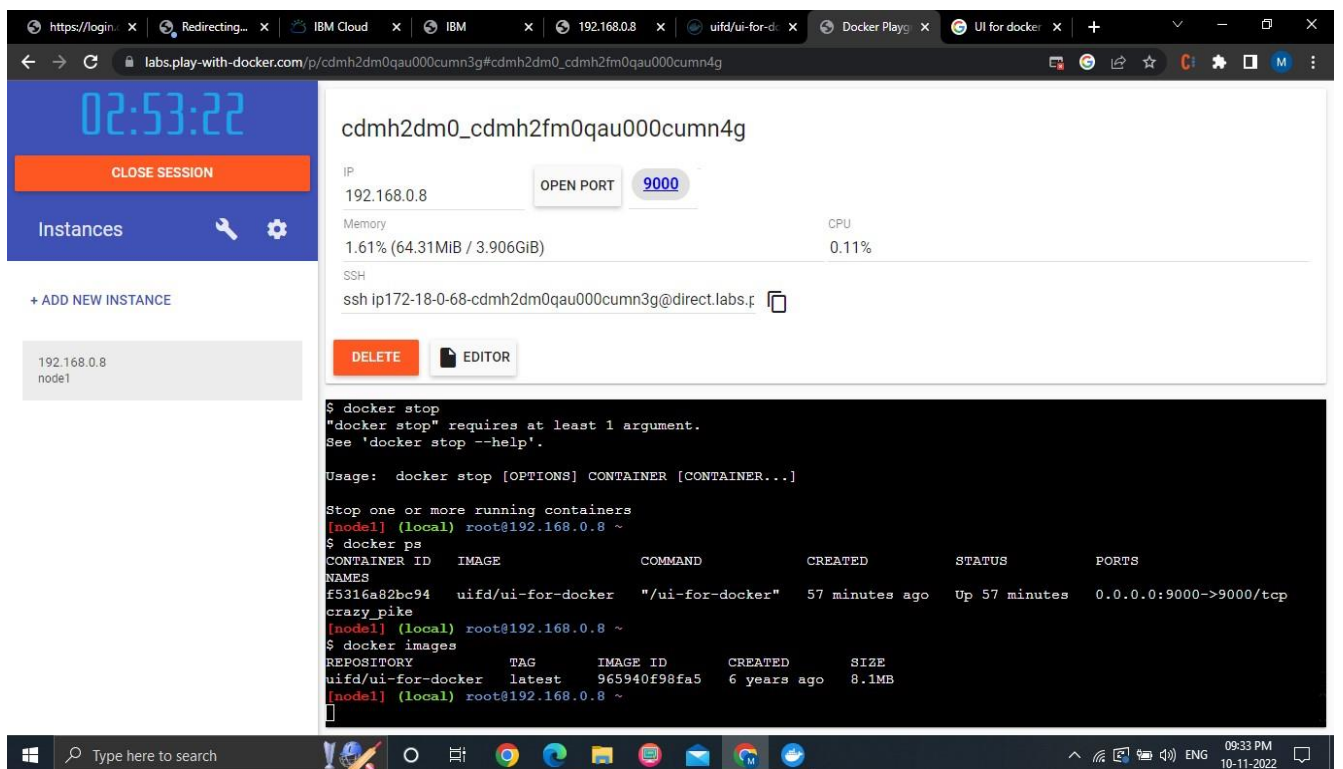 https://login. Redirecting... IBM Cloud IBM 192.168.0.8 uifd/ui-for-do Docker Playg UI for docker
labs.play-with-docker.com/p/cdmh2dm0qau000cumn3g#cdmh2dm0_cdmh2fm0qau000cumn4g
M
02:53:22
CLOSE SESSION
Instances
+ ADD NEW INSTANCE
192.168.0.8
node1
cdmh2dm0_cdmh2fm0qau000cumn4g
IP
192.168.0.8
OPEN PORT 9000
Memory CPU
1.61% (64.31MiB / 3.906GiB) 0.11%
SSH
ssh ip172-18-0-68-cdmh2dm0qau000cumn3g@direct.labs.p
DELETE EDITOR
$ docker stop
"docker stop" requires at least 1 argument.
See 'docker stop --help'.
Usage:  docker stop [OPTIONS] CONTAINER [CONTAINER...]
Stop one or more running containers
[node1] (local) root@192.168.0.8 ~
$ docker ps
CONTAINER ID   IMAGE                COMMAND            CREATED          STATUS          PORTS
NAMES
f5316a82bc94   uifd/ui-for-docker   "/ui-for-docker"   57 minutes ago   Up 57 minutes   0.0.0.0:9000->9000/tcp
crazy_pike
[node1] (local) root@192.168.0.8 ~
$ docker images
REPOSITORY           TAG       IMAGE ID       CREATED       SIZE
uifd/ui-for-docker   latest    965940f98fa5   6 years ago   8.1MB
[node1] (local) root@192.168.0.8 ~
Type here to search
ENG
09:33 PM
10-11-2022